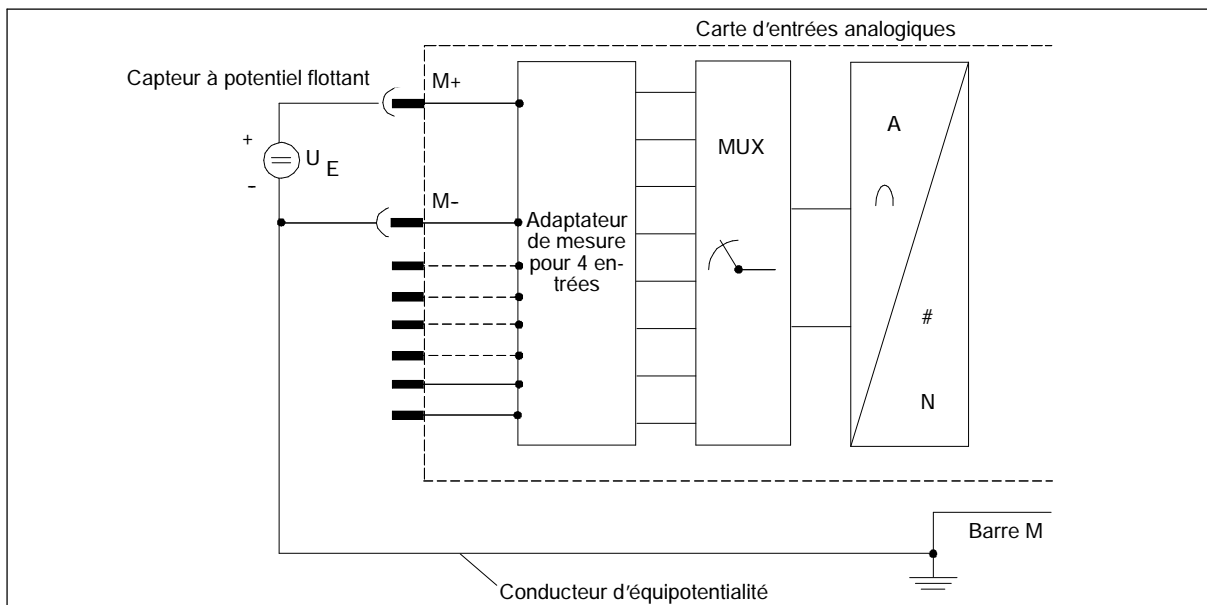 Carte d'entrées analogiques
Capteur à potentiel flottant
M+
+
U E
-
M-
Adaptateur
de mesure
pour 4 en-
trées
MUX
A
#
N
Barre M
Conducteur d'équipotentialité